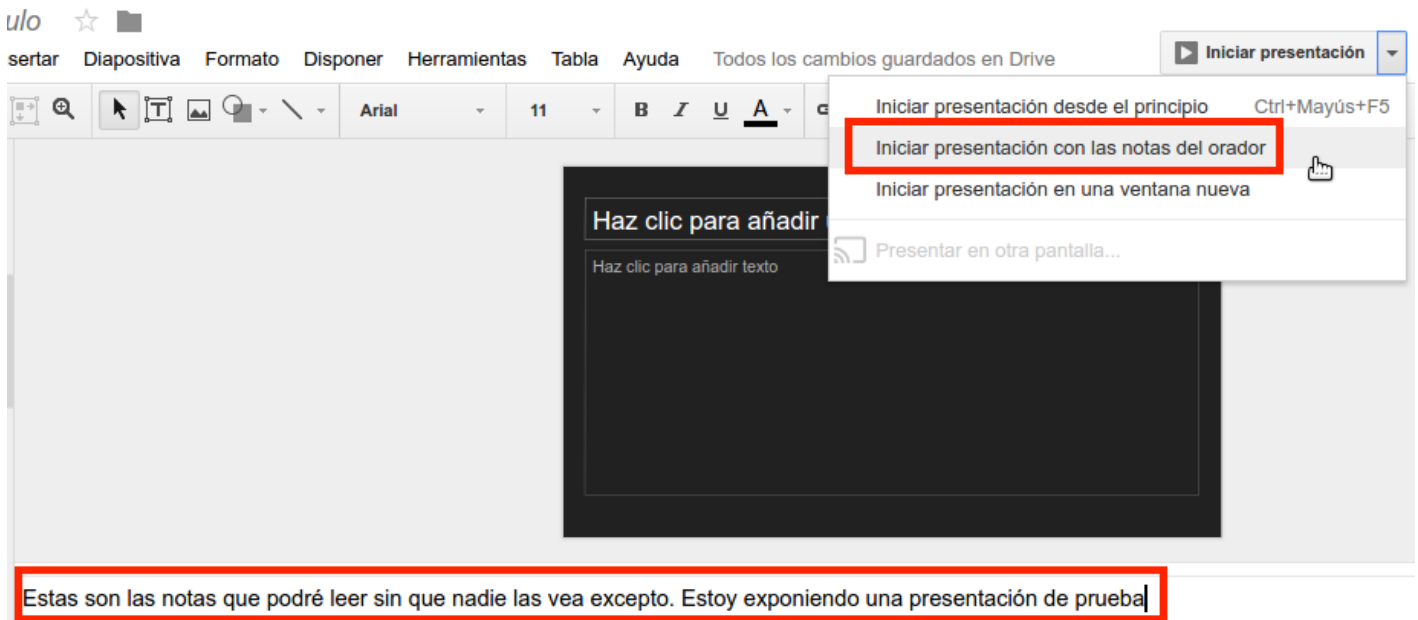 ulo
sertar Diapositiva Formato Disponer Herramientas Tabla Ayuda Todos los cambios guardados en Drive
Iniciar presentación
Arial 11 B I U A
Iniciar presentación desde el principio Ctrl+Mayús+F5
Iniciar presentación con las notas del orador
Iniciar presentación en una ventana nueva
Presentar en otra pantalla...
Haz clic para añadir
Haz clic para añadir texto
Estas son las notas que podré leer sin que nadie las vea excepto. Estoy exponiendo una presentación de prueba